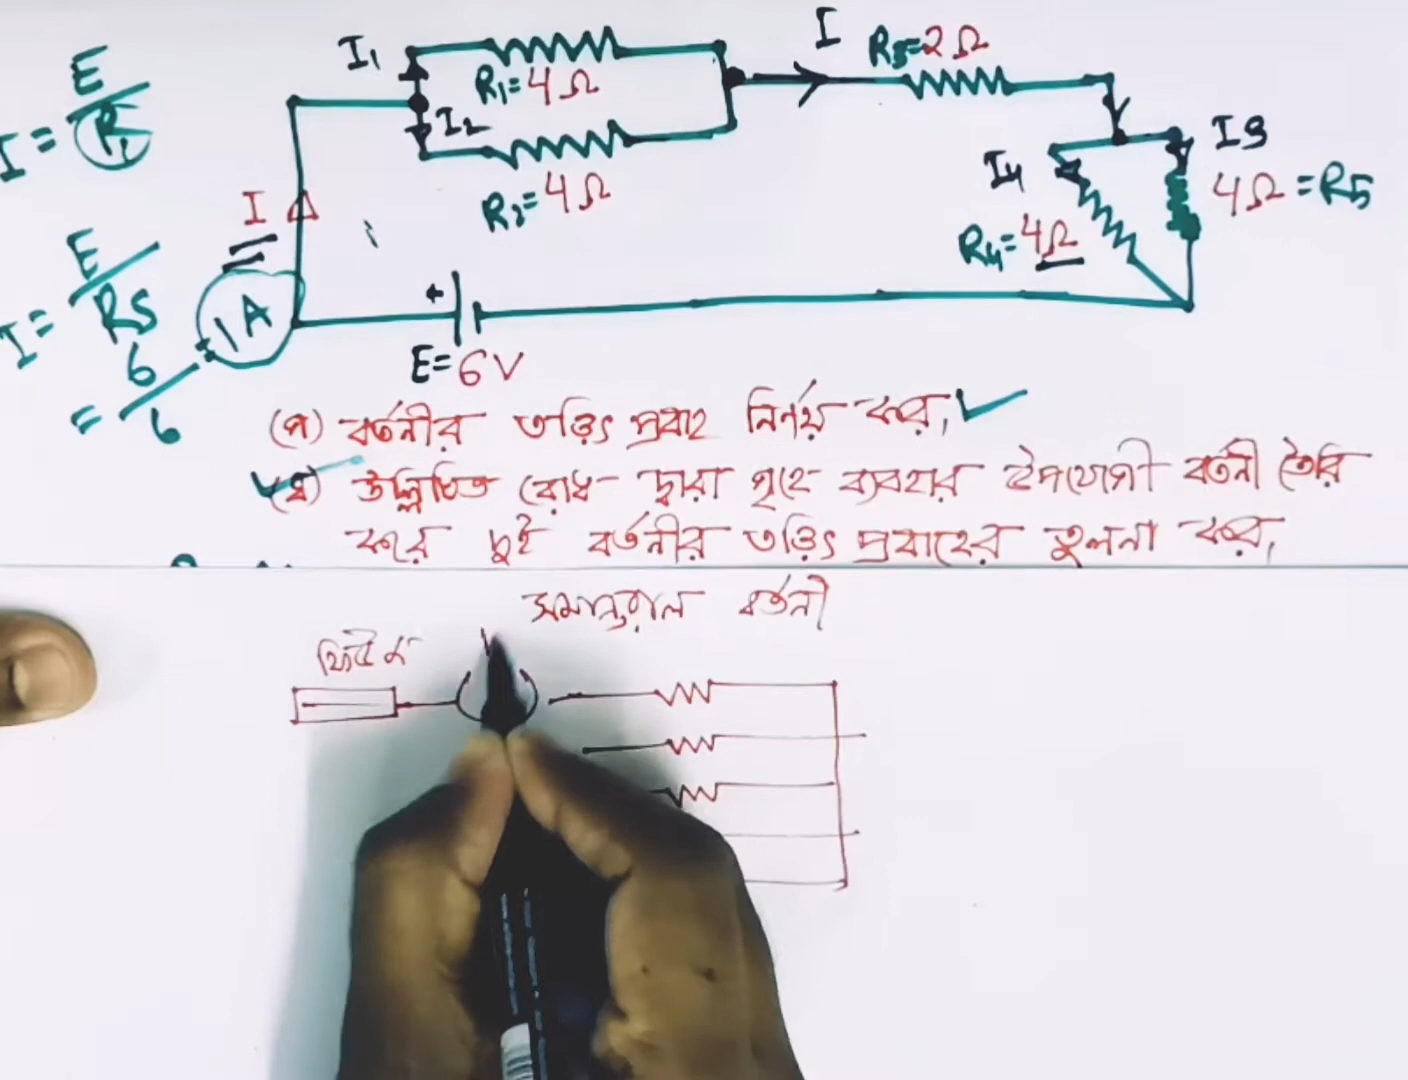 I = E/R₁
I₁
R₁=4Ω
I₂
R₂=4Ω
I
R₃=2Ω
I₃
4Ω=R₅
I₄
R₄=4Ω
I
I = E/RS
= 6/6
= 1A
+
E=6V
(গ) বর্তনীর তড়িৎ প্রবাহ নির্ণয় কর।
(ঘ) উল্লিখিত রোধ দ্বারা গৃহে ব্যবহার উপযোগী বর্তনী তৈরি
করে দুই বর্তনীর তড়িৎ প্রবাহের তুলনা কর।
সমান্তরাল বর্তনী
ফিউজ